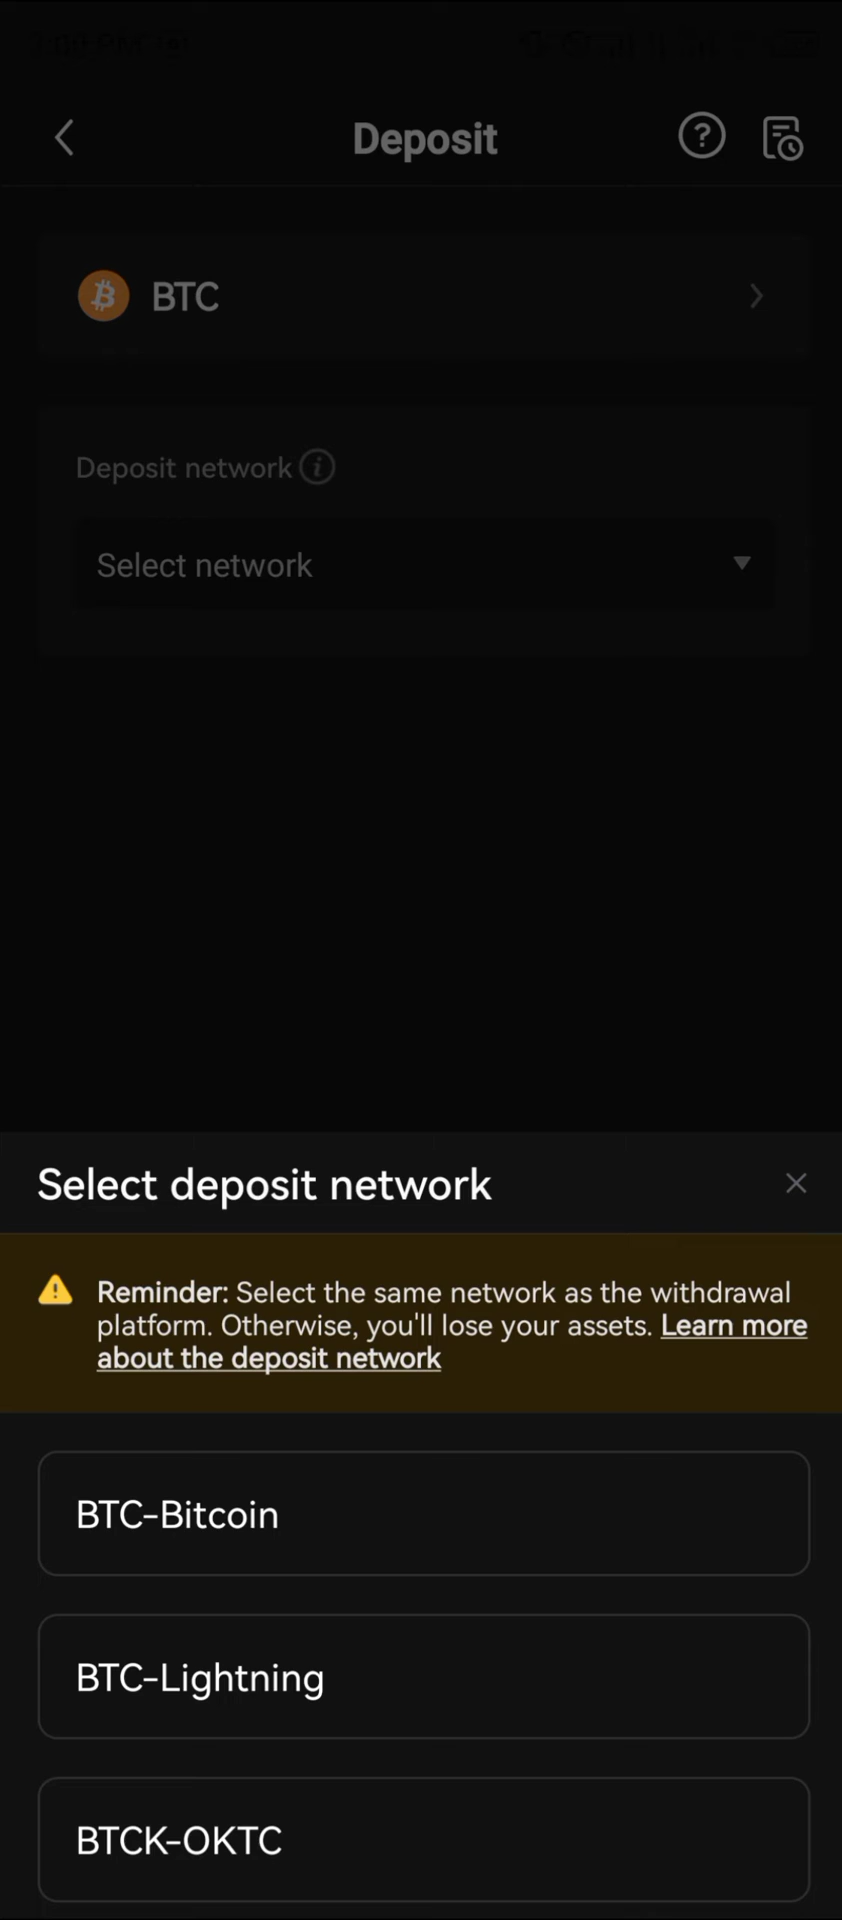 Deposit
BTC
Deposit network
Select network
Select deposit network
Reminder: Select the same network as the withdrawal
platform. Otherwise, you'll lose your assets. Learn more
about the deposit network
BTC-Bitcoin
BTC-Lightning
BTCK-OKTC